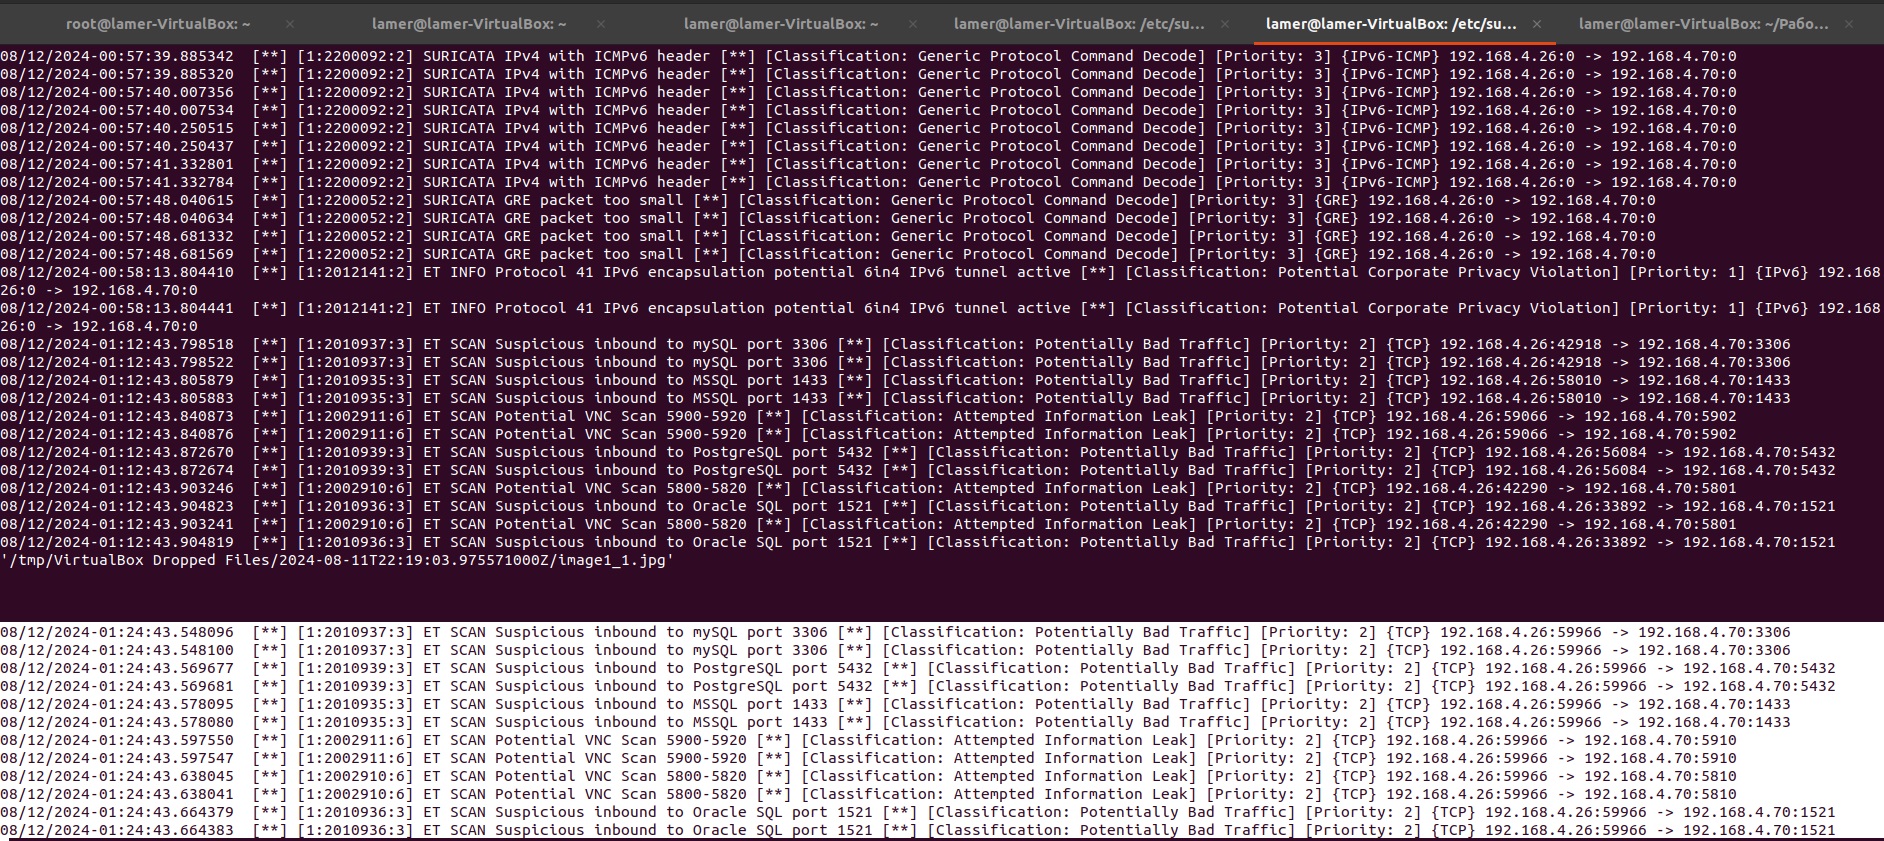 root@lamer-VirtualBox: ~ × lamer@lamer-VirtualBox: ~ × lamer@lamer-VirtualBox: ~ × lamer@lamer-VirtualBox: /etc/su... × lamer@lamer-VirtualBox: /etc/su... × lamer@lamer-VirtualBox: ~/Рабо... ×
08/12/2024-00:57:39.885342  [**] [1:2200092:2] SURICATA IPv4 with ICMPv6 header [**] [Classification: Generic Protocol Command Decode] [Priority: 3] {IPv6-ICMP} 192.168.4.26:0 -> 192.168.4.70:0
08/12/2024-00:57:39.885320  [**] [1:2200092:2] SURICATA IPv4 with ICMPv6 header [**] [Classification: Generic Protocol Command Decode] [Priority: 3] {IPv6-ICMP} 192.168.4.26:0 -> 192.168.4.70:0
08/12/2024-00:57:40.007356  [**] [1:2200092:2] SURICATA IPv4 with ICMPv6 header [**] [Classification: Generic Protocol Command Decode] [Priority: 3] {IPv6-ICMP} 192.168.4.26:0 -> 192.168.4.70:0
08/12/2024-00:57:40.007534  [**] [1:2200092:2] SURICATA IPv4 with ICMPv6 header [**] [Classification: Generic Protocol Command Decode] [Priority: 3] {IPv6-ICMP} 192.168.4.26:0 -> 192.168.4.70:0
08/12/2024-00:57:40.250515  [**] [1:2200092:2] SURICATA IPv4 with ICMPv6 header [**] [Classification: Generic Protocol Command Decode] [Priority: 3] {IPv6-ICMP} 192.168.4.26:0 -> 192.168.4.70:0
08/12/2024-00:57:40.250437  [**] [1:2200092:2] SURICATA IPv4 with ICMPv6 header [**] [Classification: Generic Protocol Command Decode] [Priority: 3] {IPv6-ICMP} 192.168.4.26:0 -> 192.168.4.70:0
08/12/2024-00:57:41.332801  [**] [1:2200092:2] SURICATA IPv4 with ICMPv6 header [**] [Classification: Generic Protocol Command Decode] [Priority: 3] {IPv6-ICMP} 192.168.4.26:0 -> 192.168.4.70:0
08/12/2024-00:57:41.332784  [**] [1:2200092:2] SURICATA IPv4 with ICMPv6 header [**] [Classification: Generic Protocol Command Decode] [Priority: 3] {IPv6-ICMP} 192.168.4.26:0 -> 192.168.4.70:0
08/12/2024-00:57:48.040615  [**] [1:2200052:2] SURICATA GRE packet too small [**] [Classification: Generic Protocol Command Decode] [Priority: 3] {GRE} 192.168.4.26:0 -> 192.168.4.70:0
08/12/2024-00:57:48.040634  [**] [1:2200052:2] SURICATA GRE packet too small [**] [Classification: Generic Protocol Command Decode] [Priority: 3] {GRE} 192.168.4.26:0 -> 192.168.4.70:0
08/12/2024-00:57:48.681332  [**] [1:2200052:2] SURICATA GRE packet too small [**] [Classification: Generic Protocol Command Decode] [Priority: 3] {GRE} 192.168.4.26:0 -> 192.168.4.70:0
08/12/2024-00:57:48.681569  [**] [1:2200052:2] SURICATA GRE packet too small [**] [Classification: Generic Protocol Command Decode] [Priority: 3] {GRE} 192.168.4.26:0 -> 192.168.4.70:0
08/12/2024-00:58:13.804410  [**] [1:2012141:2] ET INFO Protocol 41 IPv6 encapsulation potential 6in4 IPv6 tunnel active [**] [Classification: Potential Corporate Privacy Violation] [Priority: 1] {IPv6} 192.168
26:0 -> 192.168.4.70:0
08/12/2024-00:58:13.804441  [**] [1:2012141:2] ET INFO Protocol 41 IPv6 encapsulation potential 6in4 IPv6 tunnel active [**] [Classification: Potential Corporate Privacy Violation] [Priority: 1] {IPv6} 192.168
26:0 -> 192.168.4.70:0
08/12/2024-01:12:43.798518  [**] [1:2010937:3] ET SCAN Suspicious inbound to mySQL port 3306 [**] [Classification: Potentially Bad Traffic] [Priority: 2] {TCP} 192.168.4.26:42918 -> 192.168.4.70:3306
08/12/2024-01:12:43.798522  [**] [1:2010937:3] ET SCAN Suspicious inbound to mySQL port 3306 [**] [Classification: Potentially Bad Traffic] [Priority: 2] {TCP} 192.168.4.26:42918 -> 192.168.4.70:3306
08/12/2024-01:12:43.805879  [**] [1:2010935:3] ET SCAN Suspicious inbound to MSSQL port 1433 [**] [Classification: Potentially Bad Traffic] [Priority: 2] {TCP} 192.168.4.26:58010 -> 192.168.4.70:1433
08/12/2024-01:12:43.805883  [**] [1:2010935:3] ET SCAN Suspicious inbound to MSSQL port 1433 [**] [Classification: Potentially Bad Traffic] [Priority: 2] {TCP} 192.168.4.26:58010 -> 192.168.4.70:1433
08/12/2024-01:12:43.840873  [**] [1:2002911:6] ET SCAN Potential VNC Scan 5900-5920 [**] [Classification: Attempted Information Leak] [Priority: 2] {TCP} 192.168.4.26:59066 -> 192.168.4.70:5902
08/12/2024-01:12:43.840876  [**] [1:2002911:6] ET SCAN Potential VNC Scan 5900-5920 [**] [Classification: Attempted Information Leak] [Priority: 2] {TCP} 192.168.4.26:59066 -> 192.168.4.70:5902
08/12/2024-01:12:43.872670  [**] [1:2010939:3] ET SCAN Suspicious inbound to PostgreSQL port 5432 [**] [Classification: Potentially Bad Traffic] [Priority: 2] {TCP} 192.168.4.26:56084 -> 192.168.4.70:5432
08/12/2024-01:12:43.872674  [**] [1:2010939:3] ET SCAN Suspicious inbound to PostgreSQL port 5432 [**] [Classification: Potentially Bad Traffic] [Priority: 2] {TCP} 192.168.4.26:56084 -> 192.168.4.70:5432
08/12/2024-01:12:43.903246  [**] [1:2002910:6] ET SCAN Potential VNC Scan 5800-5820 [**] [Classification: Attempted Information Leak] [Priority: 2] {TCP} 192.168.4.26:42290 -> 192.168.4.70:5801
08/12/2024-01:12:43.904823  [**] [1:2010936:3] ET SCAN Suspicious inbound to Oracle SQL port 1521 [**] [Classification: Potentially Bad Traffic] [Priority: 2] {TCP} 192.168.4.26:33892 -> 192.168.4.70:1521
08/12/2024-01:12:43.903241  [**] [1:2002910:6] ET SCAN Potential VNC Scan 5800-5820 [**] [Classification: Attempted Information Leak] [Priority: 2] {TCP} 192.168.4.26:42290 -> 192.168.4.70:5801
08/12/2024-01:12:43.904819  [**] [1:2010936:3] ET SCAN Suspicious inbound to Oracle SQL port 1521 [**] [Classification: Potentially Bad Traffic] [Priority: 2] {TCP} 192.168.4.26:33892 -> 192.168.4.70:1521
'/tmp/VirtualBox Dropped Files/2024-08-11T22:19:03.975571000Z/image1_1.jpg'
08/12/2024-01:24:43.548096  [**] [1:2010937:3] ET SCAN Suspicious inbound to mySQL port 3306 [**] [Classification: Potentially Bad Traffic] [Priority: 2] {TCP} 192.168.4.26:59966 -> 192.168.4.70:3306
08/12/2024-01:24:43.548100  [**] [1:2010937:3] ET SCAN Suspicious inbound to mySQL port 3306 [**] [Classification: Potentially Bad Traffic] [Priority: 2] {TCP} 192.168.4.26:59966 -> 192.168.4.70:3306
08/12/2024-01:24:43.569677  [**] [1:2010939:3] ET SCAN Suspicious inbound to PostgreSQL port 5432 [**] [Classification: Potentially Bad Traffic] [Priority: 2] {TCP} 192.168.4.26:59966 -> 192.168.4.70:5432
08/12/2024-01:24:43.569681  [**] [1:2010939:3] ET SCAN Suspicious inbound to PostgreSQL port 5432 [**] [Classification: Potentially Bad Traffic] [Priority: 2] {TCP} 192.168.4.26:59966 -> 192.168.4.70:5432
08/12/2024-01:24:43.578095  [**] [1:2010935:3] ET SCAN Suspicious inbound to MSSQL port 1433 [**] [Classification: Potentially Bad Traffic] [Priority: 2] {TCP} 192.168.4.26:59966 -> 192.168.4.70:1433
08/12/2024-01:24:43.578080  [**] [1:2010935:3] ET SCAN Suspicious inbound to MSSQL port 1433 [**] [Classification: Potentially Bad Traffic] [Priority: 2] {TCP} 192.168.4.26:59966 -> 192.168.4.70:1433
08/12/2024-01:24:43.597550  [**] [1:2002911:6] ET SCAN Potential VNC Scan 5900-5920 [**] [Classification: Attempted Information Leak] [Priority: 2] {TCP} 192.168.4.26:59966 -> 192.168.4.70:5910
08/12/2024-01:24:43.597547  [**] [1:2002911:6] ET SCAN Potential VNC Scan 5900-5920 [**] [Classification: Attempted Information Leak] [Priority: 2] {TCP} 192.168.4.26:59966 -> 192.168.4.70:5910
08/12/2024-01:24:43.638045  [**] [1:2002910:6] ET SCAN Potential VNC Scan 5800-5820 [**] [Classification: Attempted Information Leak] [Priority: 2] {TCP} 192.168.4.26:59966 -> 192.168.4.70:5810
08/12/2024-01:24:43.638041  [**] [1:2002910:6] ET SCAN Potential VNC Scan 5800-5820 [**] [Classification: Attempted Information Leak] [Priority: 2] {TCP} 192.168.4.26:59966 -> 192.168.4.70:5810
08/12/2024-01:24:43.664379  [**] [1:2010936:3] ET SCAN Suspicious inbound to Oracle SQL port 1521 [**] [Classification: Potentially Bad Traffic] [Priority: 2] {TCP} 192.168.4.26:59966 -> 192.168.4.70:1521
08/12/2024-01:24:43.664383  [**] [1:2010936:3] ET SCAN Suspicious inbound to Oracle SQL port 1521 [**] [Classification: Potentially Bad Traffic] [Priority: 2] {TCP} 192.168.4.26:59966 -> 192.168.4.70:1521